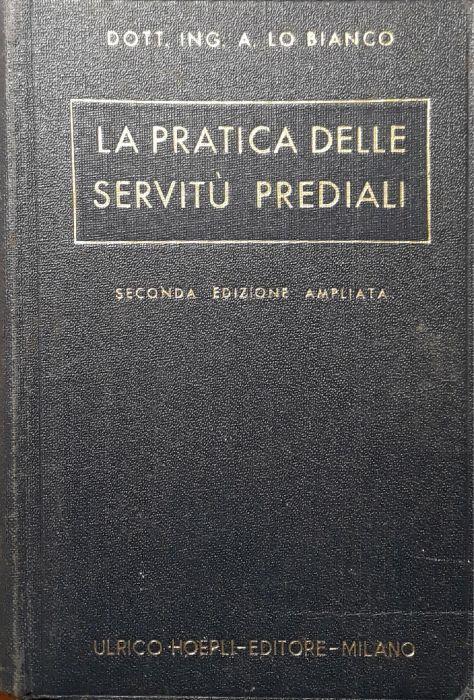 DOTT. ING. A. LO BIANCO
LA PRATICA DELLE
SERVITÙ PREDIALI
SECONDA EDIZIONE AMPLIATA
ULRICO HOEPLI-EDITORE-MILANO